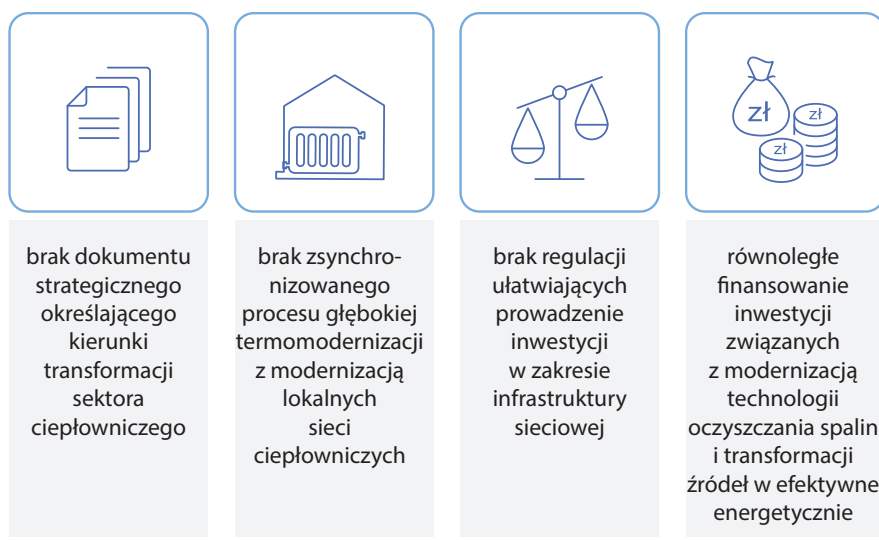 zł
zł
zł
brak dokumentu
strategicznego
określającego
kierunki
transformacji
sektora
ciepłowniczego
brak zsynchro-
nizowanego
procesu głębokiej
termomodernizacji
z modernizacją
lokalnych
sieci
ciepłowniczych
brak regulacji
ułatwiających
prowadzenie
inwestycji
w zakresie
infrastruktury
sieciowej
równoległe
finansowanie
inwestycji
związanych
z modernizacją
technologii
oczyszczania spalin
i transformacji
źródeł w efektywne
energetycznie